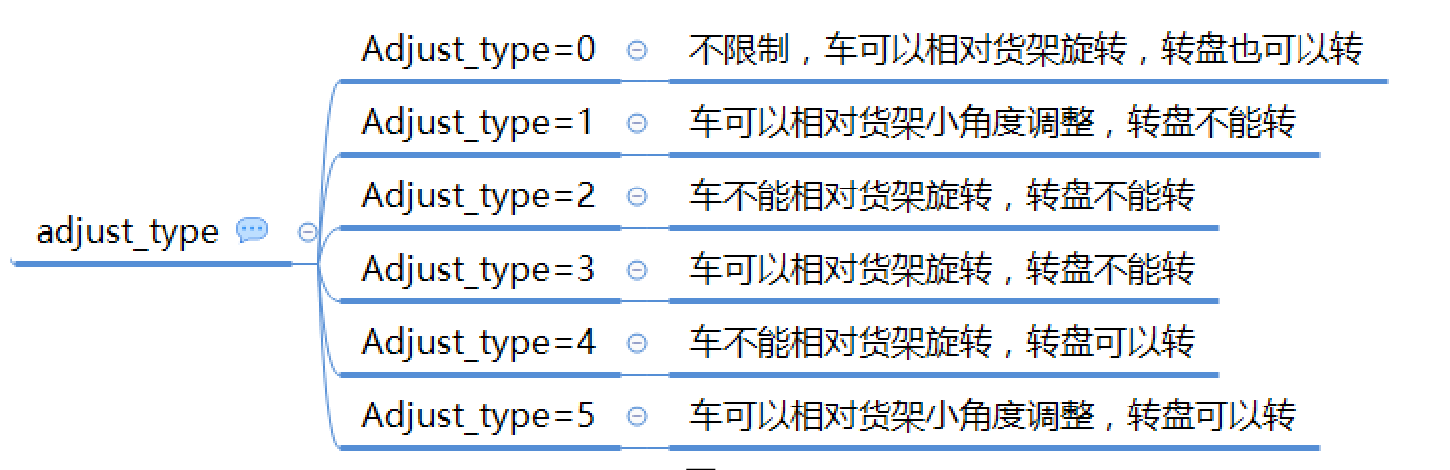 Adjust_type=0 不限制，车可以相对货架旋转，转盘也可以转
Adjust_type=1 车可以相对货架小角度调整，转盘不能转
Adjust_type=2 车不能相对货架旋转，转盘不能转
adjust_type
Adjust_type=3 车可以相对货架旋转，转盘不能转
Adjust_type=4 车不能相对货架旋转，转盘可以转
Adjust_type=5 车可以相对货架小角度调整，转盘可以转